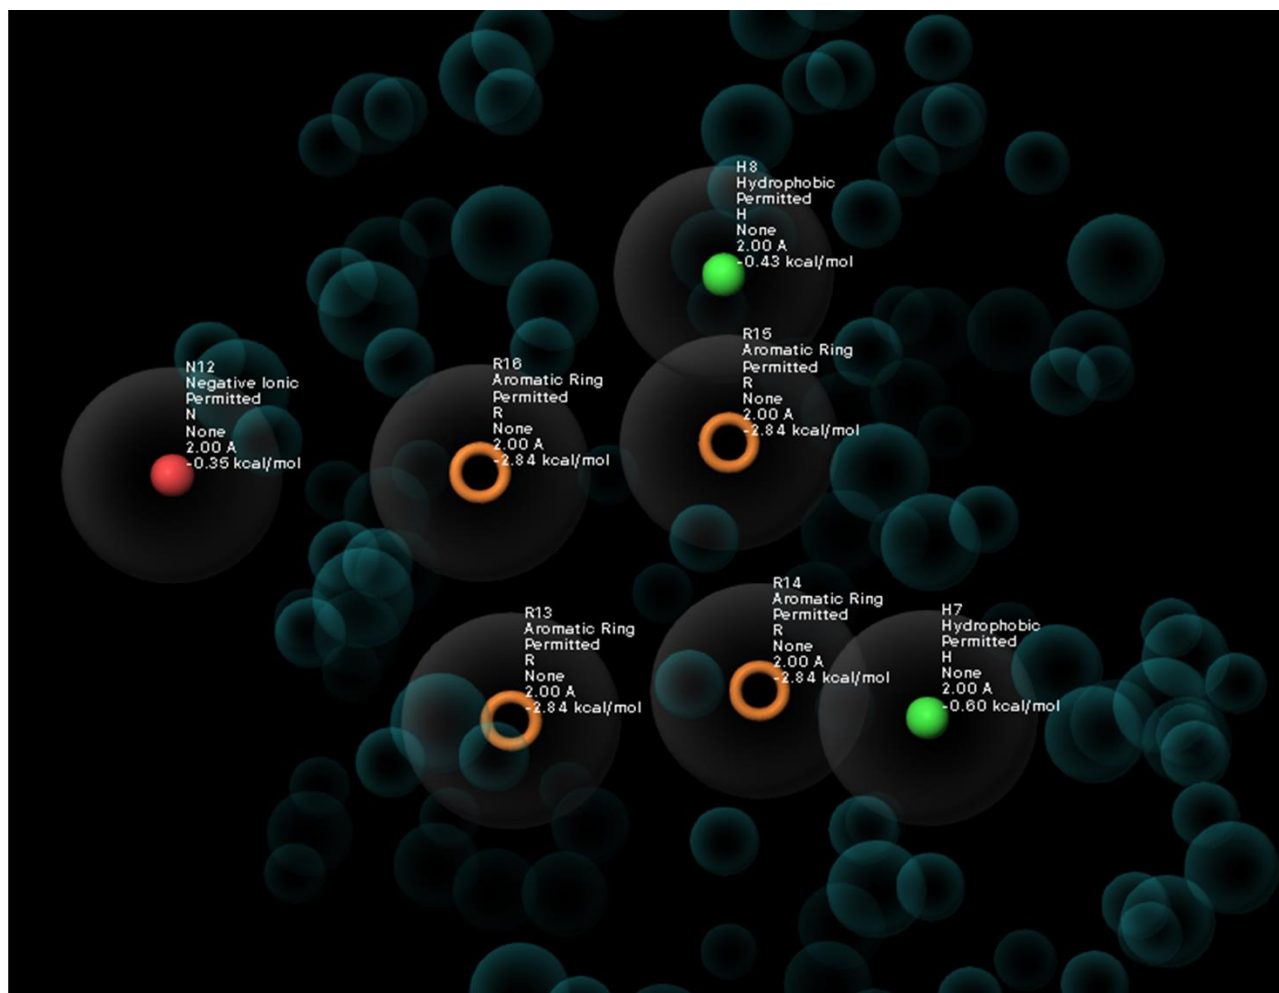 H8
Hydrophobic
Permitted
H
None
2.00 A
-0.43 kcal/mol
R15
Aromatic Ring
Permitted
R
None
2.00 A
-2.84 kcal/mol
N12
Negative Ionic
Permitted
N
None
2.00 A
-0.35 kcal/mol
R16
Aromatic Ring
Permitted
R
None
2.00 A
-2.84 kcal/mol
R13
Aromatic Ring
Permitted
R
None
2.00 A
-2.84 kcal/mol
R14
Aromatic Ring
Permitted
R
None
2.00 A
-2.84 kcal/mol
H7
Hydrophobic
Permitted
H
None
2.00 A
-0.60 kcal/mol